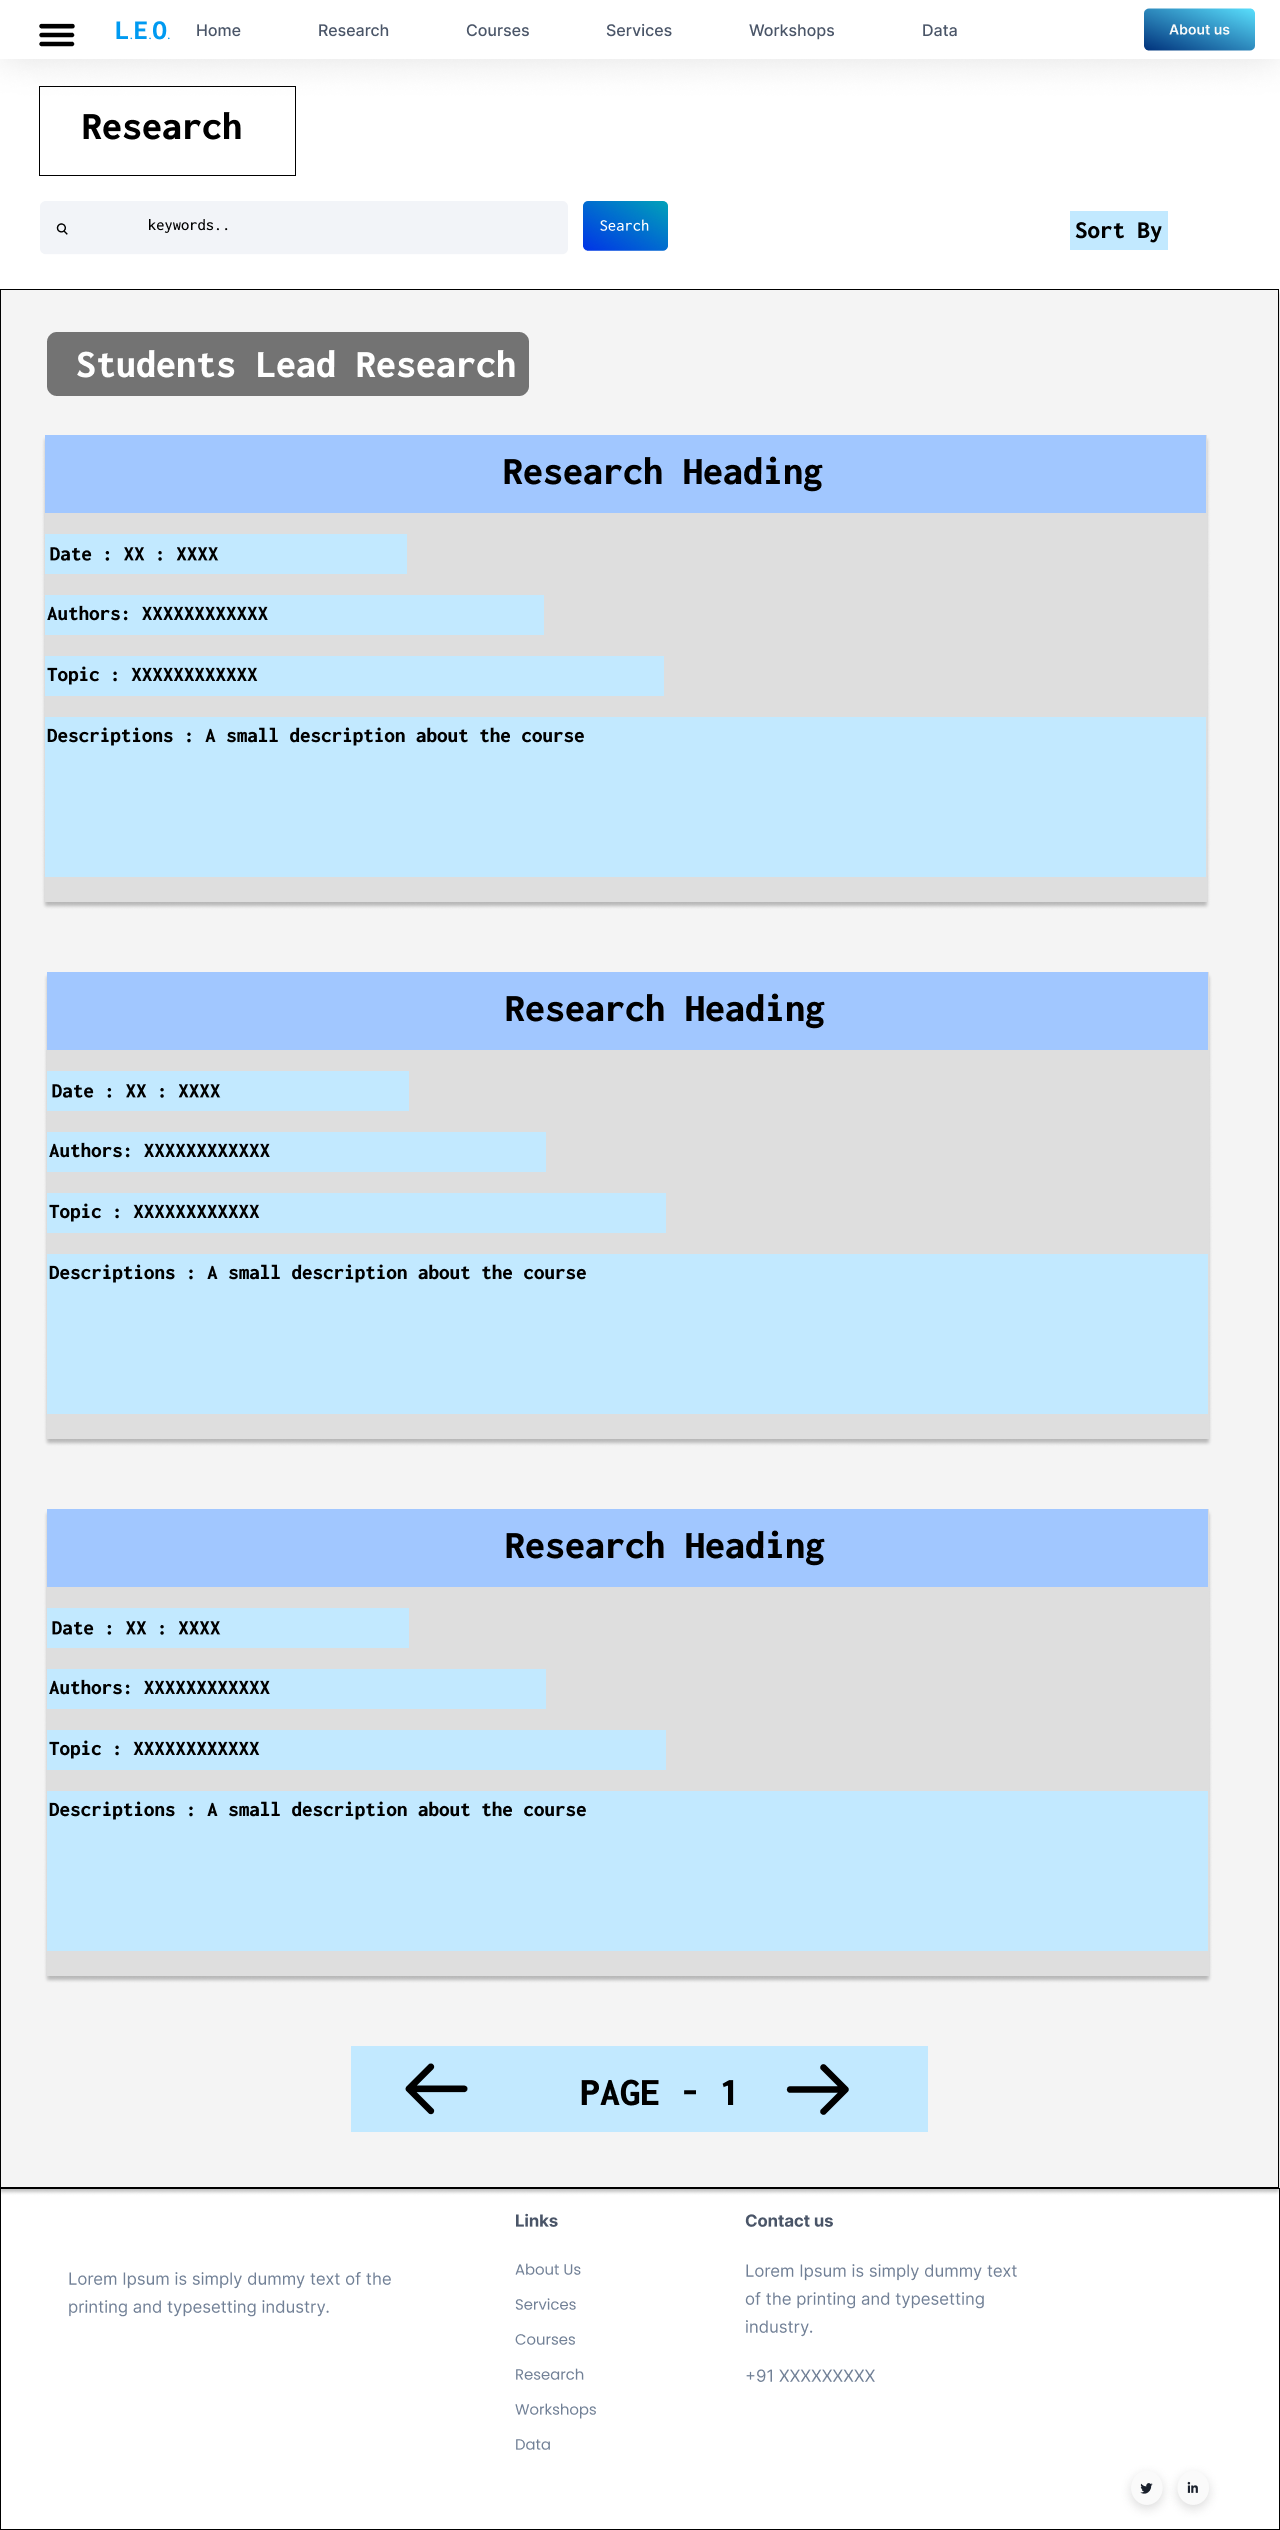 L.E.O. Home Research Courses Services Workshops Data About us
Research
keywords.. Search Sort By
Students Lead Research
Research Heading
Date : XX : XXXX
Authors: XXXXXXXXXXXX
Topic : XXXXXXXXXXXX
Descriptions : A small description about the course
Research Heading
Date : XX : XXXX
Authors: XXXXXXXXXXXX
Topic : XXXXXXXXXXXX
Descriptions : A small description about the course
Research Heading
Date : XX : XXXX
Authors: XXXXXXXXXXXX
Topic : XXXXXXXXXXXX
Descriptions : A small description about the course
PAGE - 1
Lorem Ipsum is simply dummy text of the
printing and typesetting industry.
Links
About Us
Services
Courses
Research
Workshops
Data
Contact us
Lorem Ipsum is simply dummy text
of the printing and typesetting
industry.
+91 XXXXXXXXX
in